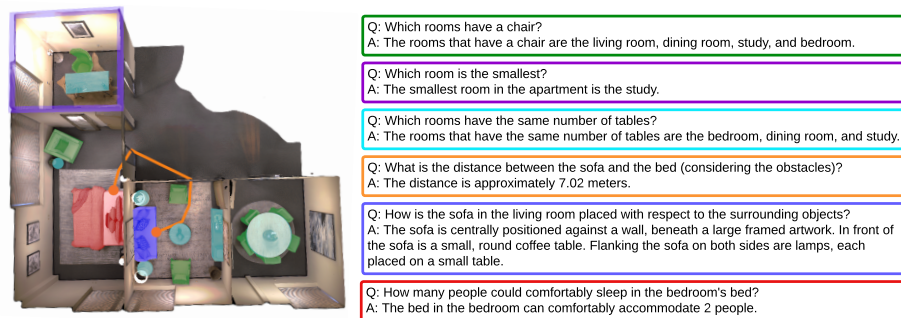 Q: Which rooms have a chair?
A: The rooms that have a chair are the living room, dining room, study, and bedroom.
Q: Which room is the smallest?
A: The smallest room in the apartment is the study.
Q: Which rooms have the same number of tables?
A: The rooms that have the same number of tables are the bedroom, dining room, and study.
Q: What is the distance between the sofa and the bed (considering the obstacles)?
A: The distance is approximately 7.02 meters.
Q: How is the sofa in the living room placed with respect to the surrounding objects?
A: The sofa is centrally positioned against a wall, beneath a large framed artwork. In front of
the sofa is a small, round coffee table. Flanking the sofa on both sides are lamps, each
placed on a small table.
Q: How many people could comfortably sleep in the bedroom's bed?
A: The bed in the bedroom can comfortably accommodate 2 people.